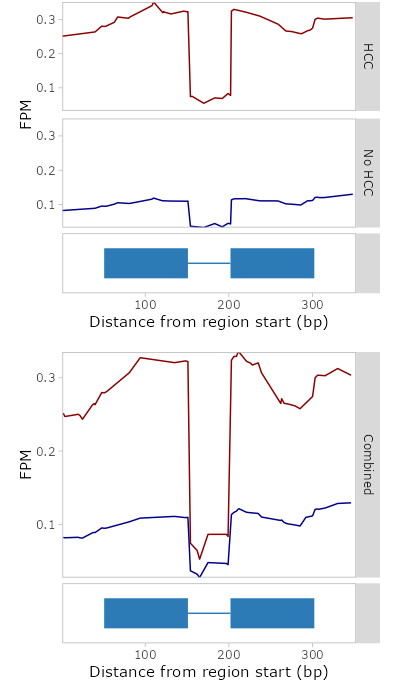 0.3
0.2
0.1
HCC
FPM
0.3
0.2
0.1
No HCC
100
200
300
Distance from region start (bp)
0.3
0.2
0.1
FPM
Combined
100
200
300
Distance from region start (bp)